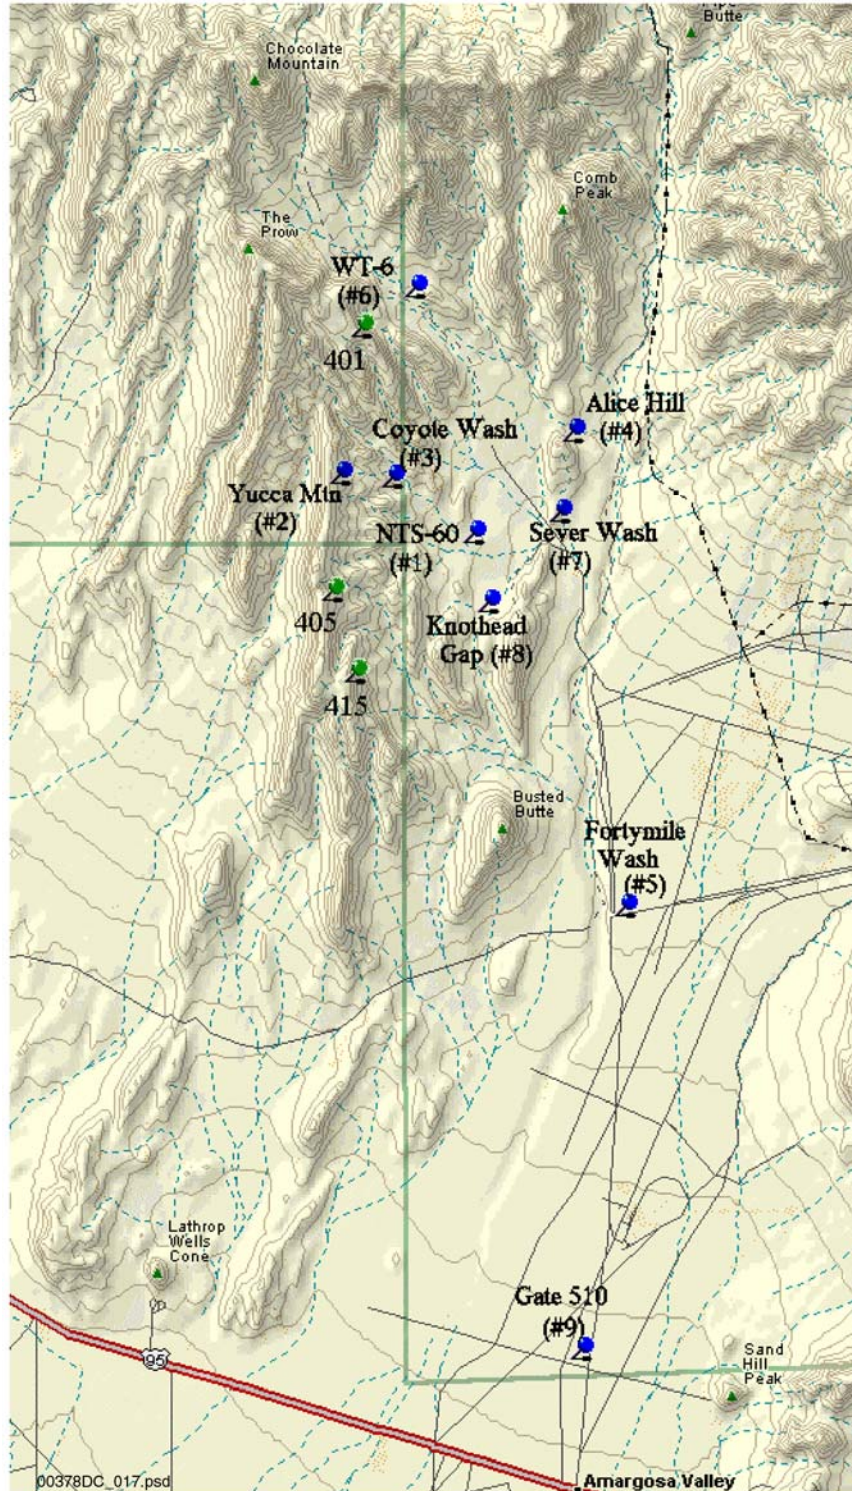 Butte
Chocolate
Mountain
Comb
Peak
The
Prow
WT-6
(#6)
401
Alice Hill
(#4)
Coyote Wash
(#3)
Yucca Mtn
(#2)
NTS-60
(#1)
Sever Wash
(#7)
405
Knothead
Gap (#8)
415
Busted
Butte
Fortymile
Wash
(#5)
Lathrop
Wells
Cone
Gate 510
(#9)
95
Sand
Hill
Peak
00378DC_017.psd
Amargosa Valley